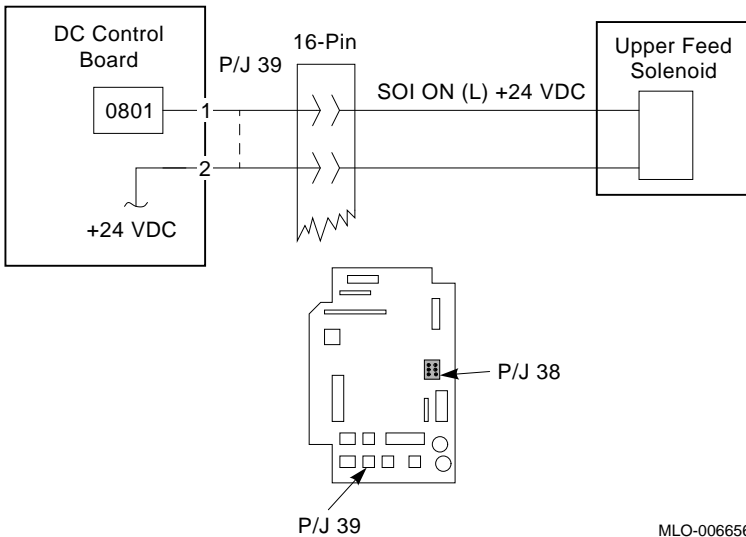 DC Control
Board
16-Pin
P/J 39
Upper Feed
Solenoid
0801
1
SOI ON (L) +24 VDC
2
+24 VDC
P/J 38
P/J 39
MLO-006656